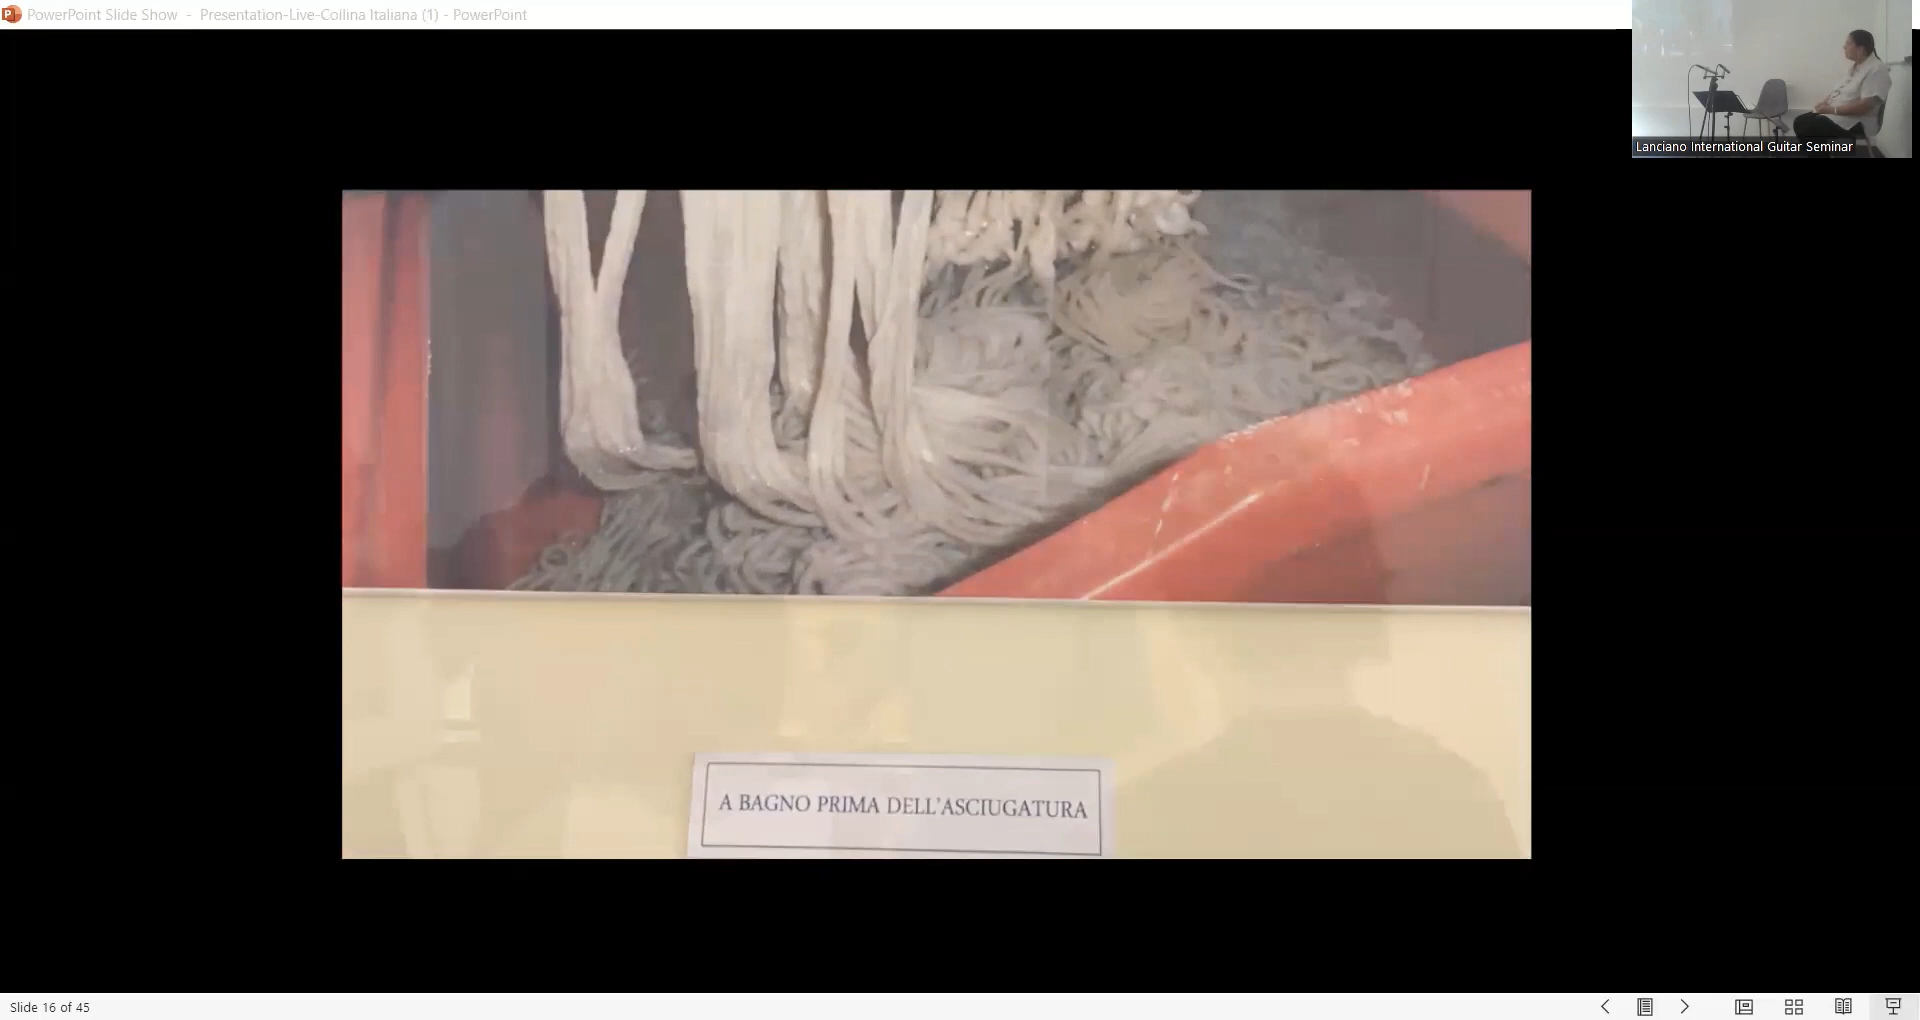 PowerPoint Slide Show - Presentation-Live-Collina Italiana (1) - PowerPoint
Lanciano International Guitar Seminar
A BAGNO PRIMA DELL'ASCIUGATURA
Slide 16 of 45